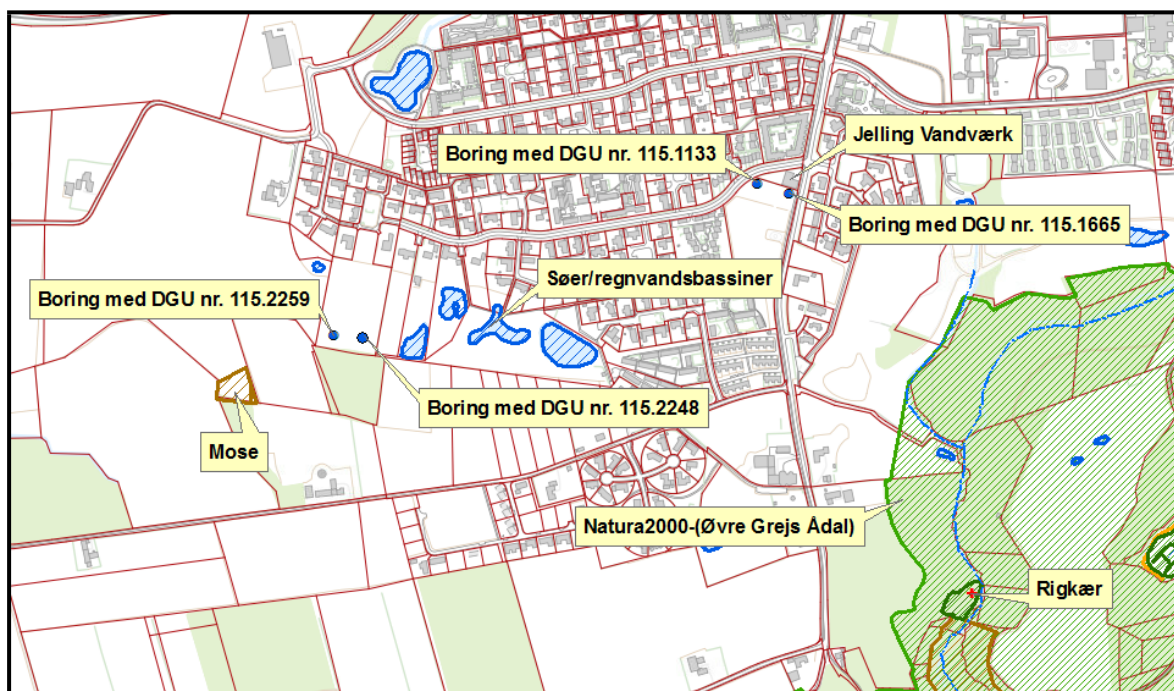 Jelling Vandværk
Boring med DGU nr. 115.1133
Boring med DGU nr. 115.1665
Søer/regnvandsbassiner
Boring med DGU nr. 115.2259
Boring med DGU nr. 115.2248
Mose
Natura2000-(Øvre Grejs Ådal)
Rigkær